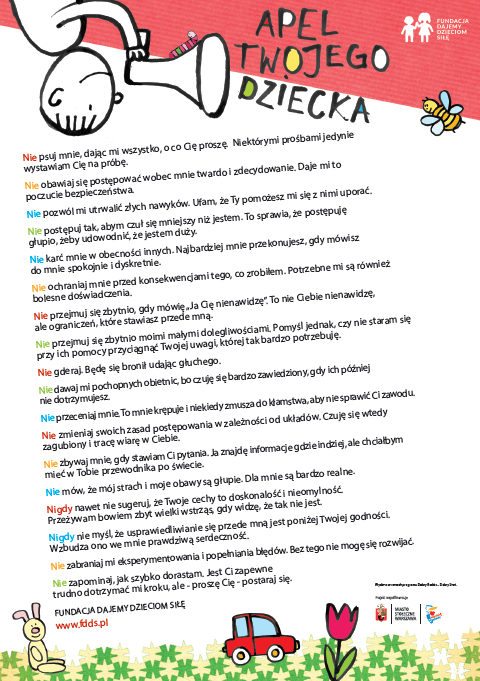 APEL
TWOJEGO
DZIECKA
FUNDACJA
DAJEMY
DZIECIOM
SIŁĘ
Nie psuj mnie, dając mi wszystko, o co Cię proszę. Niektórymi prośbami jedynie
wystawiam Cię na próbę.
Nie obawiaj się postępować wobec mnie twardo i zdecydowanie. Daje mi to
poczucie bezpieczeństwa.
Nie pozwól mi utrwalić złych nawyków. Ufam, że Ty pomożesz mi się z nimi uporać.
Nie postępuj tak, abym czuł się mniejszy niż jestem. To sprawia, że postępuję
głupio, żeby udowodnić, że jestem duży.
Nie karć mnie w obecności innych. Najbardziej mnie przekonujesz, gdy mówisz
do mnie spokojnie i dyskretnie.
Nie ochraniaj mnie przed konsekwencjami tego, co zrobiłem. Potrzebne mi są również
bolesne doświadczenia.
Nie przejmuj się zbytnio, gdy mówię „Ja Cię nienawidzę”. To nie Ciebie nienawidzę,
ale ograniczeń, które stawiasz przede mną.
Nie przejmuj się zbytnio moimi małymi dolegliwościami. Pomyśl jednak, czy nie staram się
przy ich pomocy przyciągnąć Twojej uwagi, której tak bardzo potrzebuję.
Nie gderaj. Będę się bronił udając głuchego.
Nie dawaj mi pochopnych obietnic, bo czuję się bardzo zawiedziony, gdy ich później
nie dotrzymujesz.
Nie przeceniaj mnie. To mnie krępuje i niekiedy zmusza do kłamstwa, aby nie sprawić Ci zawodu.
Nie zmieniaj swoich zasad postępowania w zależności od układów. Czuję się wtedy
zagubiony i tracę wiarę w Ciebie.
Nie zbywaj mnie, gdy stawiam Ci pytania. Ja znajdę informacje gdzie indziej, ale chciałbym
mieć w Tobie przewodnika po świecie.
Nie mów, że mój strach i moje obawy są głupie. Dla mnie są bardzo realne.
Nigdy nawet nie sugeruj, że Twoje cechy to doskonałość i nieomylność.
Przeżywam bowiem zbyt wielki wstrząs, gdy widzę, że tak nie jest.
Nigdy nie myśl, że usprawiedliwianie się przede mną jest poniżej Twojej godności.
Wzbudza ono we mnie prawdziwą serdeczność.
Nie zabraniaj mi eksperymentowania i popełniania błędów. Bez tego nie mogę się rozwijać.
Nie zapominaj, jak szybko dorastam. Jest Ci zapewne
trudno dotrzymać mi kroku, ale - proszę Cię - postaraj się.
FUNDACJA DAJEMY DZIECIOM SIŁĘ
www.fdds.pl
MIASTO
STOŁECZNE
WARSZAWA